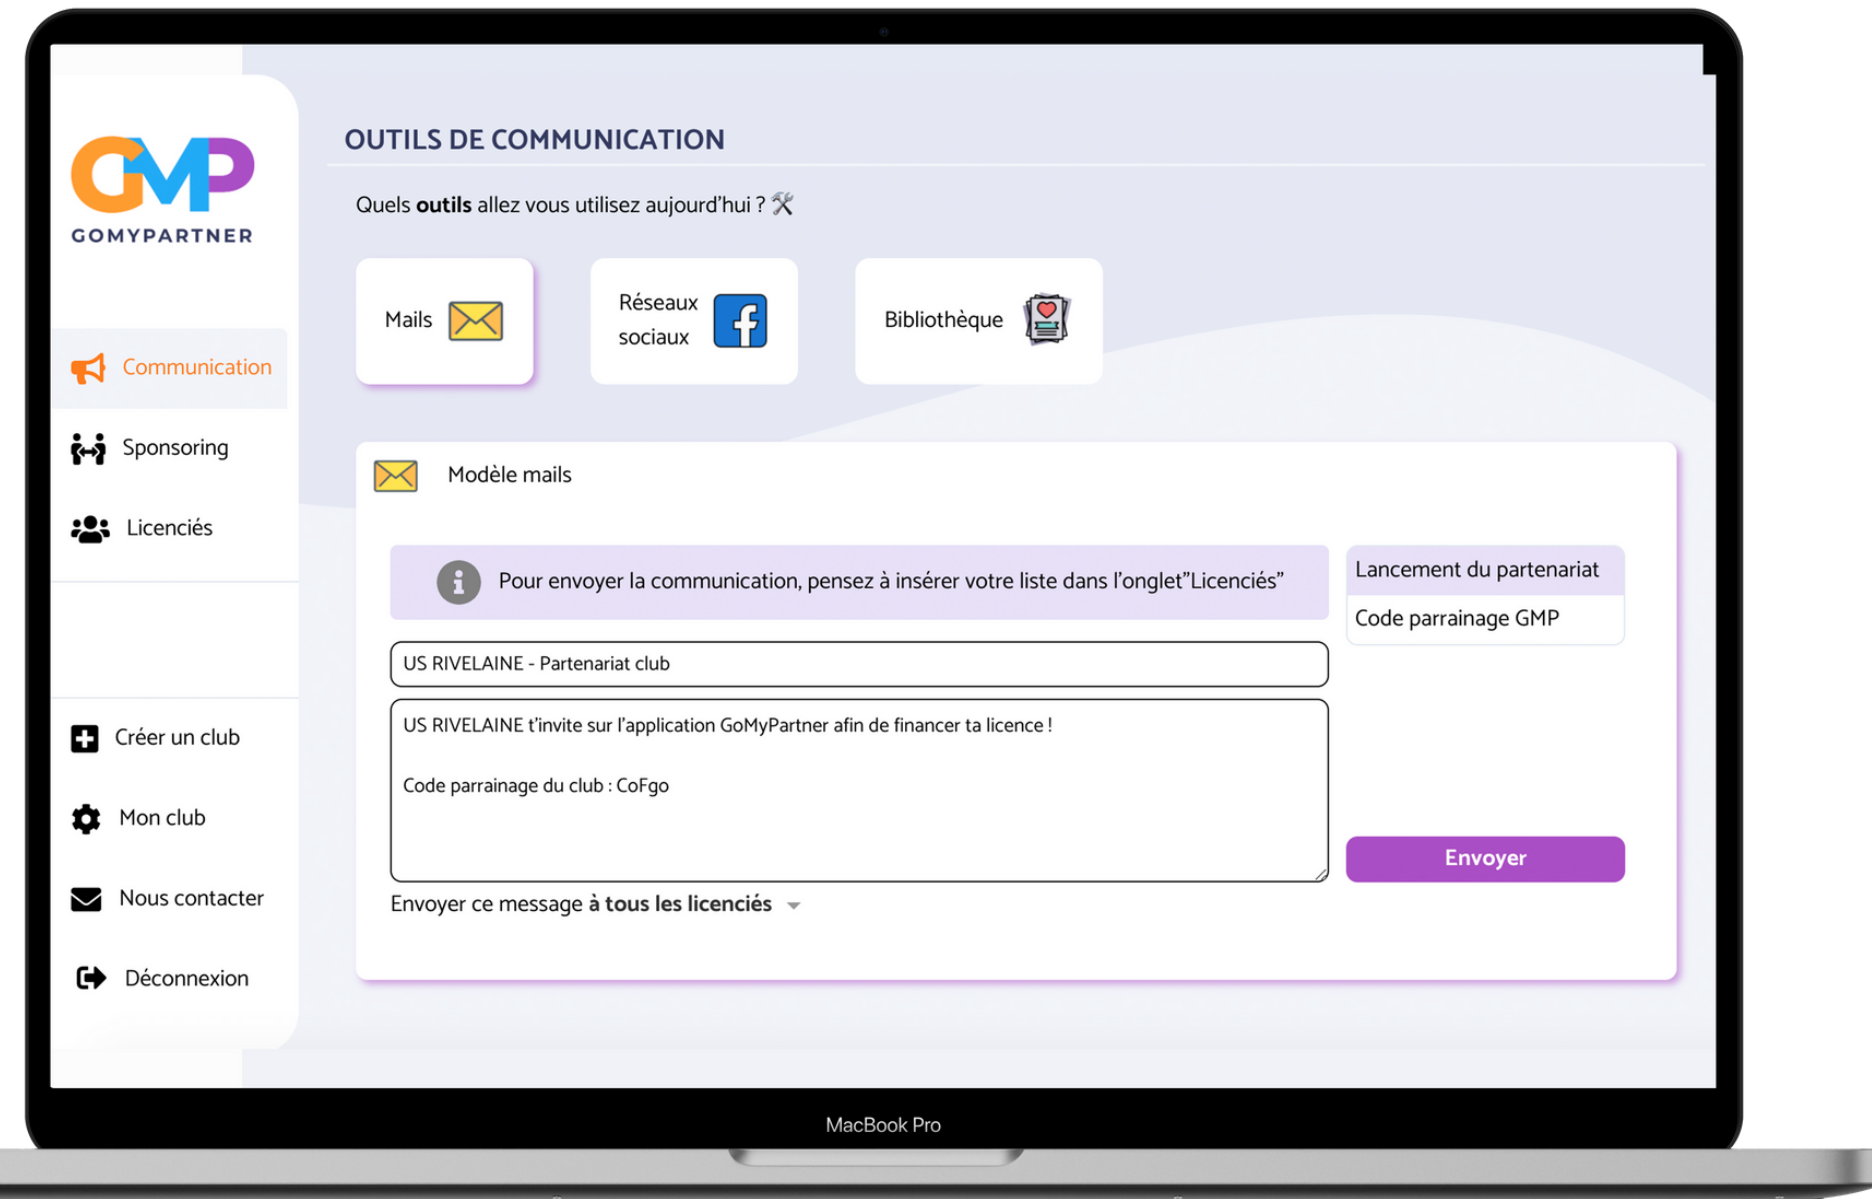 GMP
GOMYPARTNER
Communication
Sponsoring
Licenciés
Créer un club
Mon club
Nous contacter
Déconnexion
OUTILS DE COMMUNICATION
Quels outils allez vous utilisez aujourd'hui ?
Mails
Réseaux
sociaux
Bibliothèque
Modèle mails
Pour envoyer la communication, pensez à insérer votre liste dans l'onglet"Licenciés"
Lancement du partenariat
Code parrainage GMP
US RIVELAINE - Partenariat club
US RIVELAINE t'invite sur l'application GoMyPartner afin de financer ta licence !
Code parrainage du club : CoFgo
Envoyer
Envoyer ce message à tous les licenciés
MacBook Pro